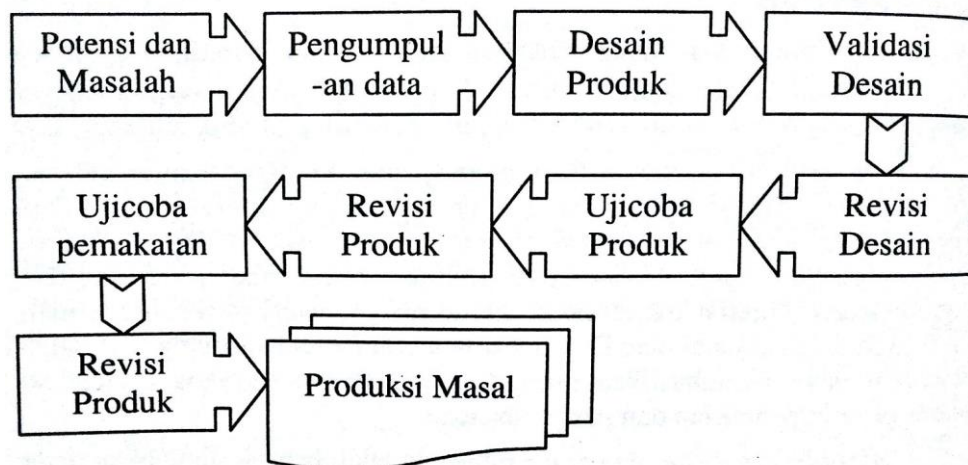 Potensi dan
Masalah
Pengumpul
-an data
Desain
Produk
Validasi
Desain
Revisi
Desain
Ujicoba
Produk
Revisi
Produk
Ujicoba
pemakaian
Revisi
Produk
Produksi Masal